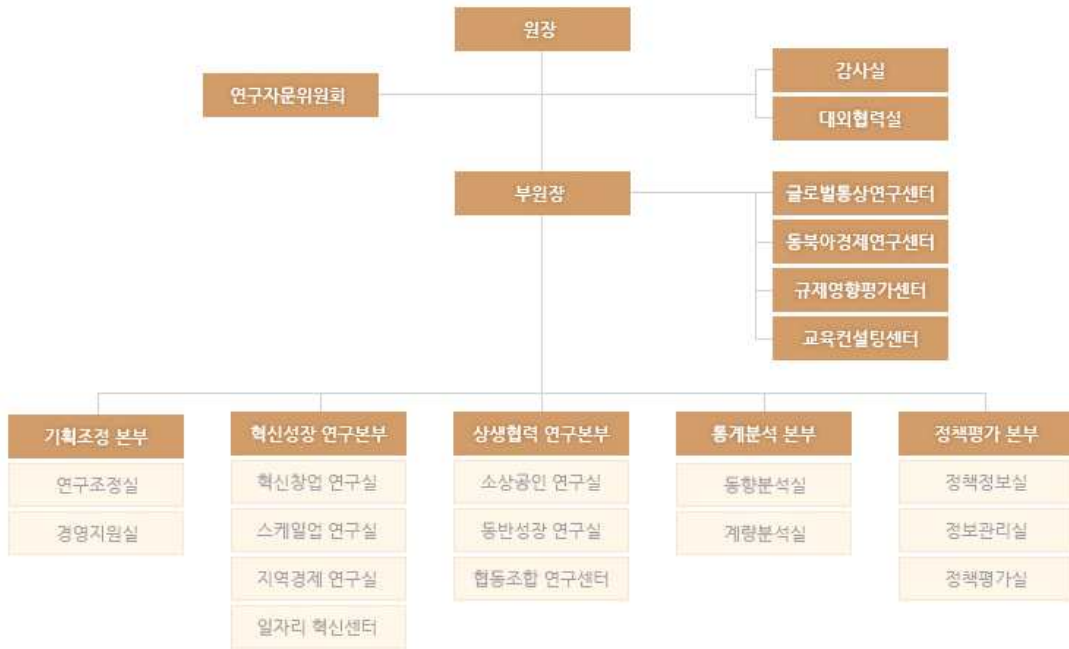 원장
연구자문위원회
감사실
대외협력실
부원장
글로벌통상연구센터
동북아경제연구센터
규제영향평가센터
교육컨설팅센터
기획조정 본부
연구조정실
경영지원실
혁신성장 연구본부
혁신창업 연구실
스케일업 연구실
지역경제 연구실
일자리 혁신센터
상생협력 연구본부
소상공인 연구실
동반성장 연구실
협동조합 연구센터
통계분석 본부
동향분석실
계량분석실
정책평가 본부
정책정보실
정보관리실
정책평가실